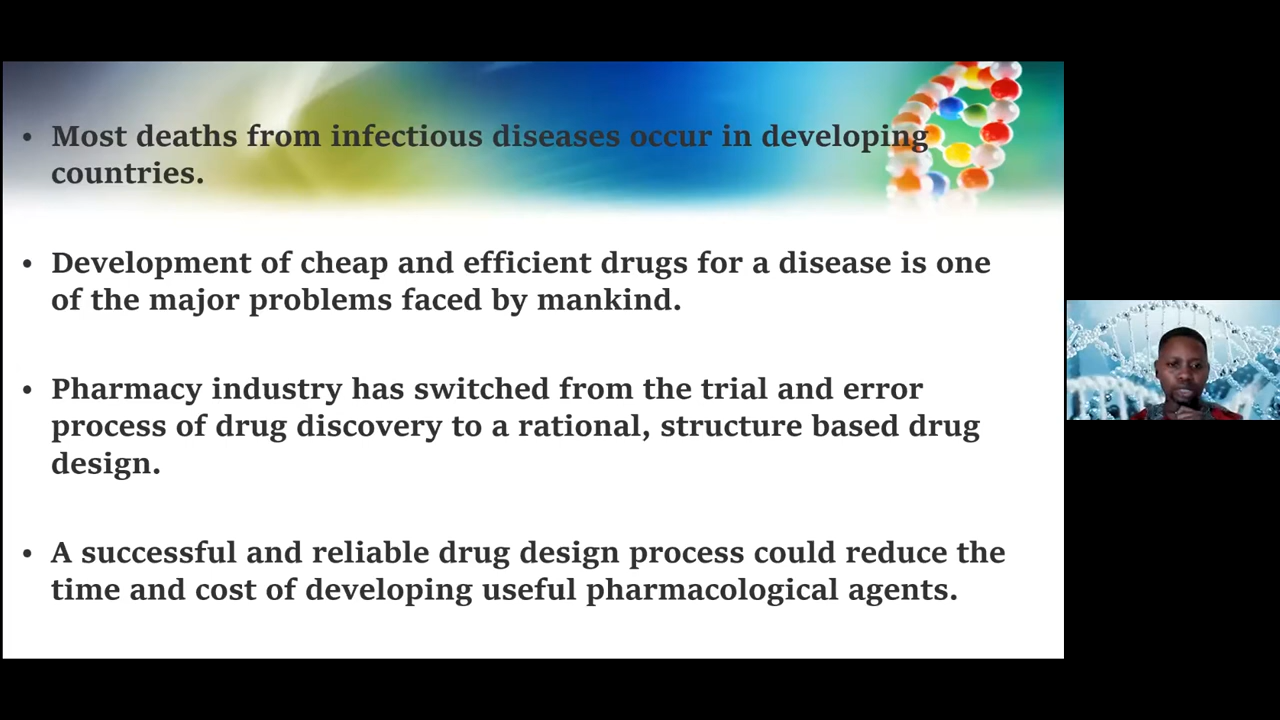 • Most deaths from infectious diseases occur in developing
countries.
• Development of cheap and efficient drugs for a disease is one
of the major problems faced by mankind.
• Pharmacy industry has switched from the trial and error
process of drug discovery to a rational, structure based drug
design.
• A successful and reliable drug design process could reduce the
time and cost of developing useful pharmacological agents.